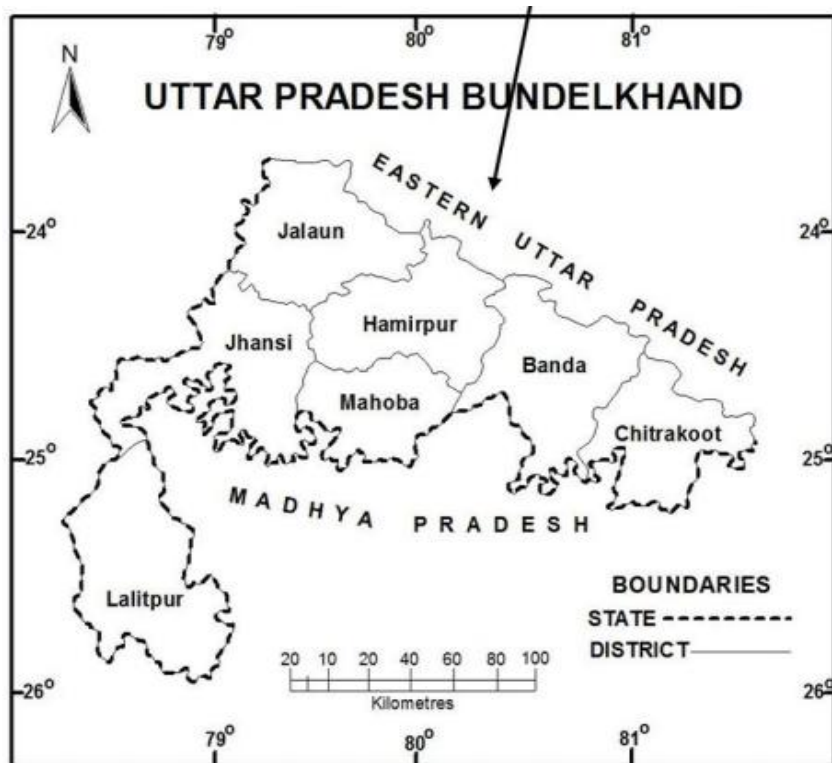 79° 80° 81°
N
UTTAR PRADESH BUNDELKHAND
EASTERN UTTAR PRADESH
24° 24°
Jalaun
Hamirpur
Jhansi
Banda
Mahoba
Chitrakoot
25° 25°
MADHYA PRADESH
Lalitpur
BOUNDARIES
STATE
DISTRICT
20 10 20 40 60 80 100
Kilometres
26° 26°
79° 80° 81°